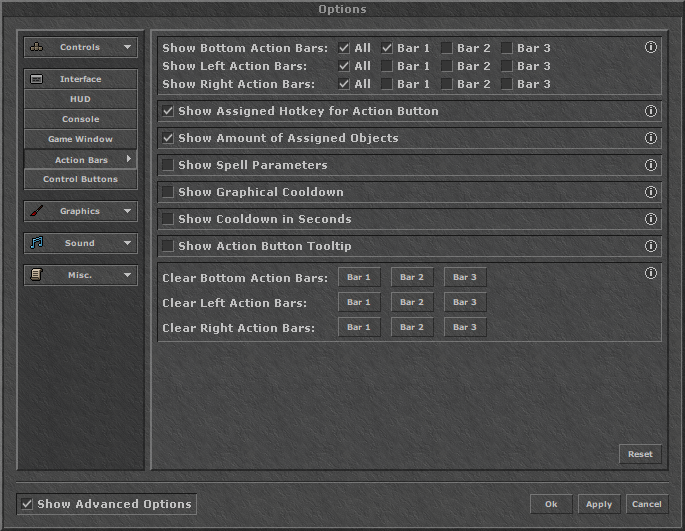 Options
Controls
Interface
HUD
Console
Game Window
Action Bars
Control Buttons
Graphics
Sound
Misc.
Show Bottom Action Bars: All Bar 1 Bar 2 Bar 3
Show Left Action Bars: All Bar 1 Bar 2 Bar 3
Show Right Action Bars: All Bar 1 Bar 2 Bar 3
Show Assigned Hotkey for Action Button
Show Amount of Assigned Objects
Show Spell Parameters
Show Graphical Cooldown
Show Cooldown in Seconds
Show Action Button Tooltip
Clear Bottom Action Bars: Bar 1 Bar 2 Bar 3
Clear Left Action Bars: Bar 1 Bar 2 Bar 3
Clear Right Action Bars: Bar 1 Bar 2 Bar 3
Reset
Show Advanced Options
Ok Apply Cancel